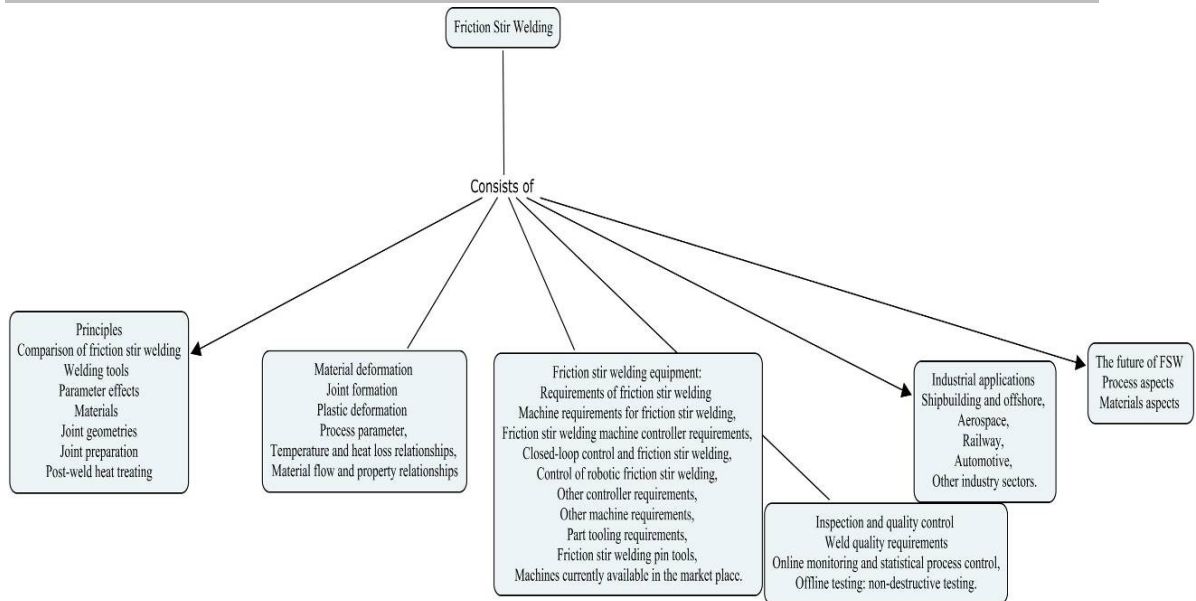 Friction Stir Welding
Consists of
Principles
Comparison of friction stir welding
Welding tools
Parameter effects
Materials
Joint geometries
Joint preparation
Post-weld heat treating
Material deformation
Joint formation
Plastic deformation
Process parameter,
Temperature and heat loss relationships,
Material flow and property relationships
Friction stir welding equipment:
Requirements of friction stir welding
Machine requirements for friction stir welding,
Friction stir welding machine controller requirements,
Closed-loop control and friction stir welding,
Control of robotic friction stir welding,
Other controller requirements,
Other machine requirements,
Part tooling requirements,
Friction stir welding pin tools,
Machines currently available in the market place.
Inspection and quality control
Weld quality requirements
Online monitoring and statistical process control,
Offline testing: non-destructive testing.
Industrial applications
Shipbuilding and offshore,
Aerospace,
Railway,
Automotive,
Other industry sectors.
The future of FSW
Process aspects
Materials aspects